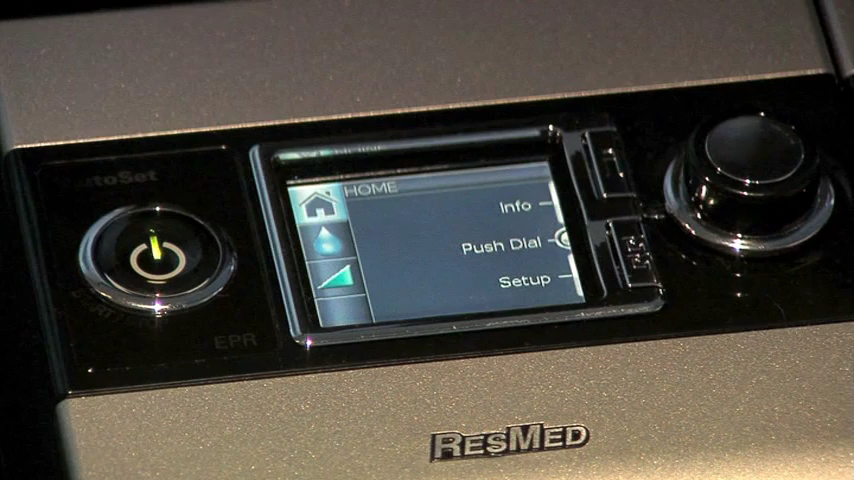 AutoSet
HOME
Info
Push Dial
Setup
EPR
RESMED